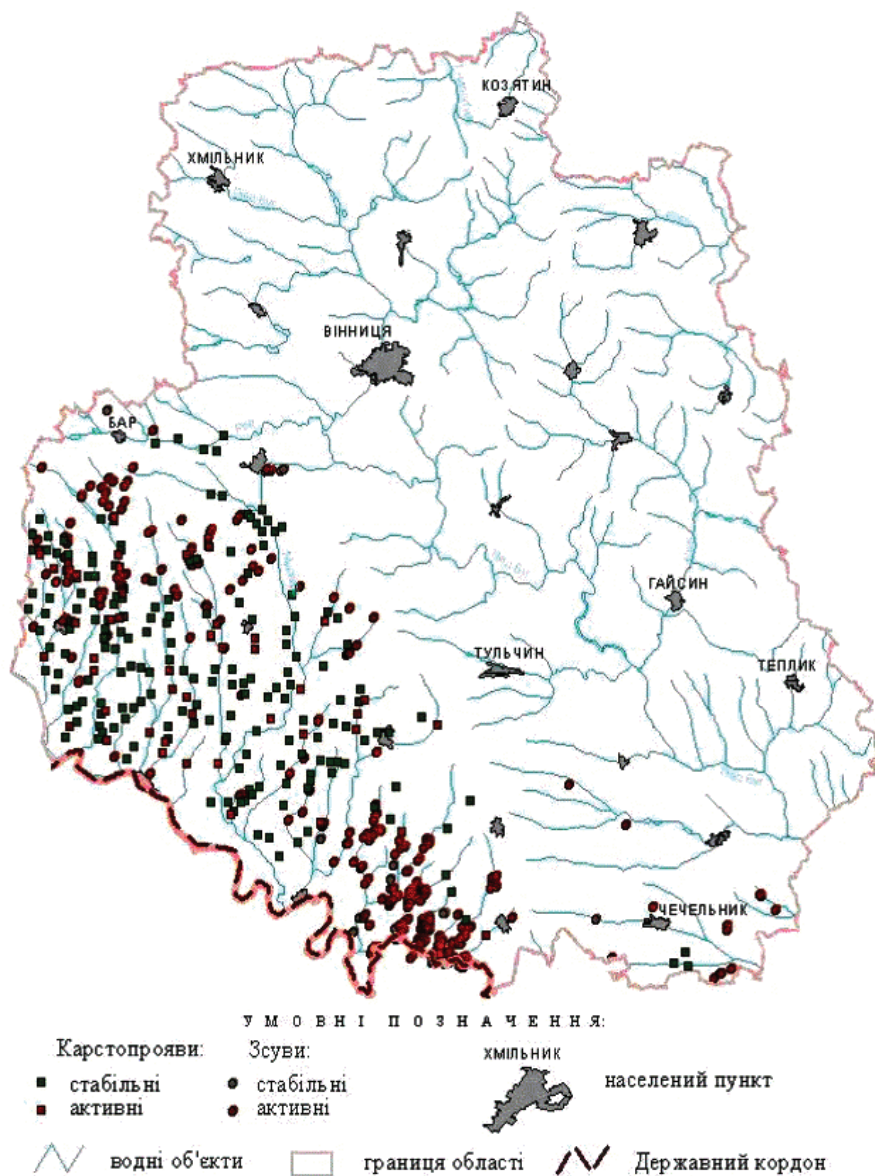 КОЗЯТИН
ХМІЛЬНИК
ВІННИЦЯ
БАР
ГАЙСИН
ТУЛЬЧИН
ТЕПЛИК
ЧЕЧЕЛЬНИК
УМОВНІ ПОЗНАЧЕННЯ:
Карстопрояви: Зсуви: ХМІЛЬНИК
стабільні стабільні населений пункт
активні активні
водні об'єкти границя області Державний кордон